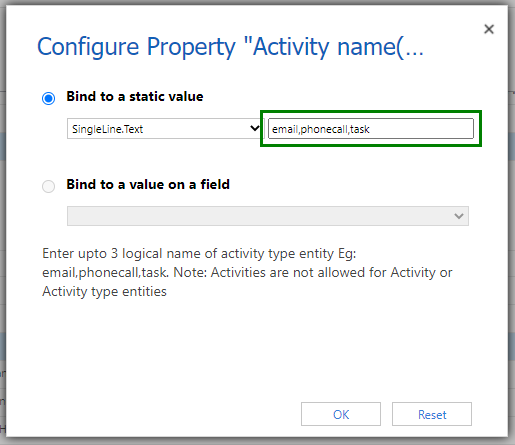 Configure Property "Activity name(...
Bind to a static value
SingleLine.Text
email,phonecall,task
Bind to a value on a field
Enter upto 3 logical name of activity type entity Eg:
email,phonecall,task. Note: Activities are not allowed for Activity or
Activity type entities
OK
Reset